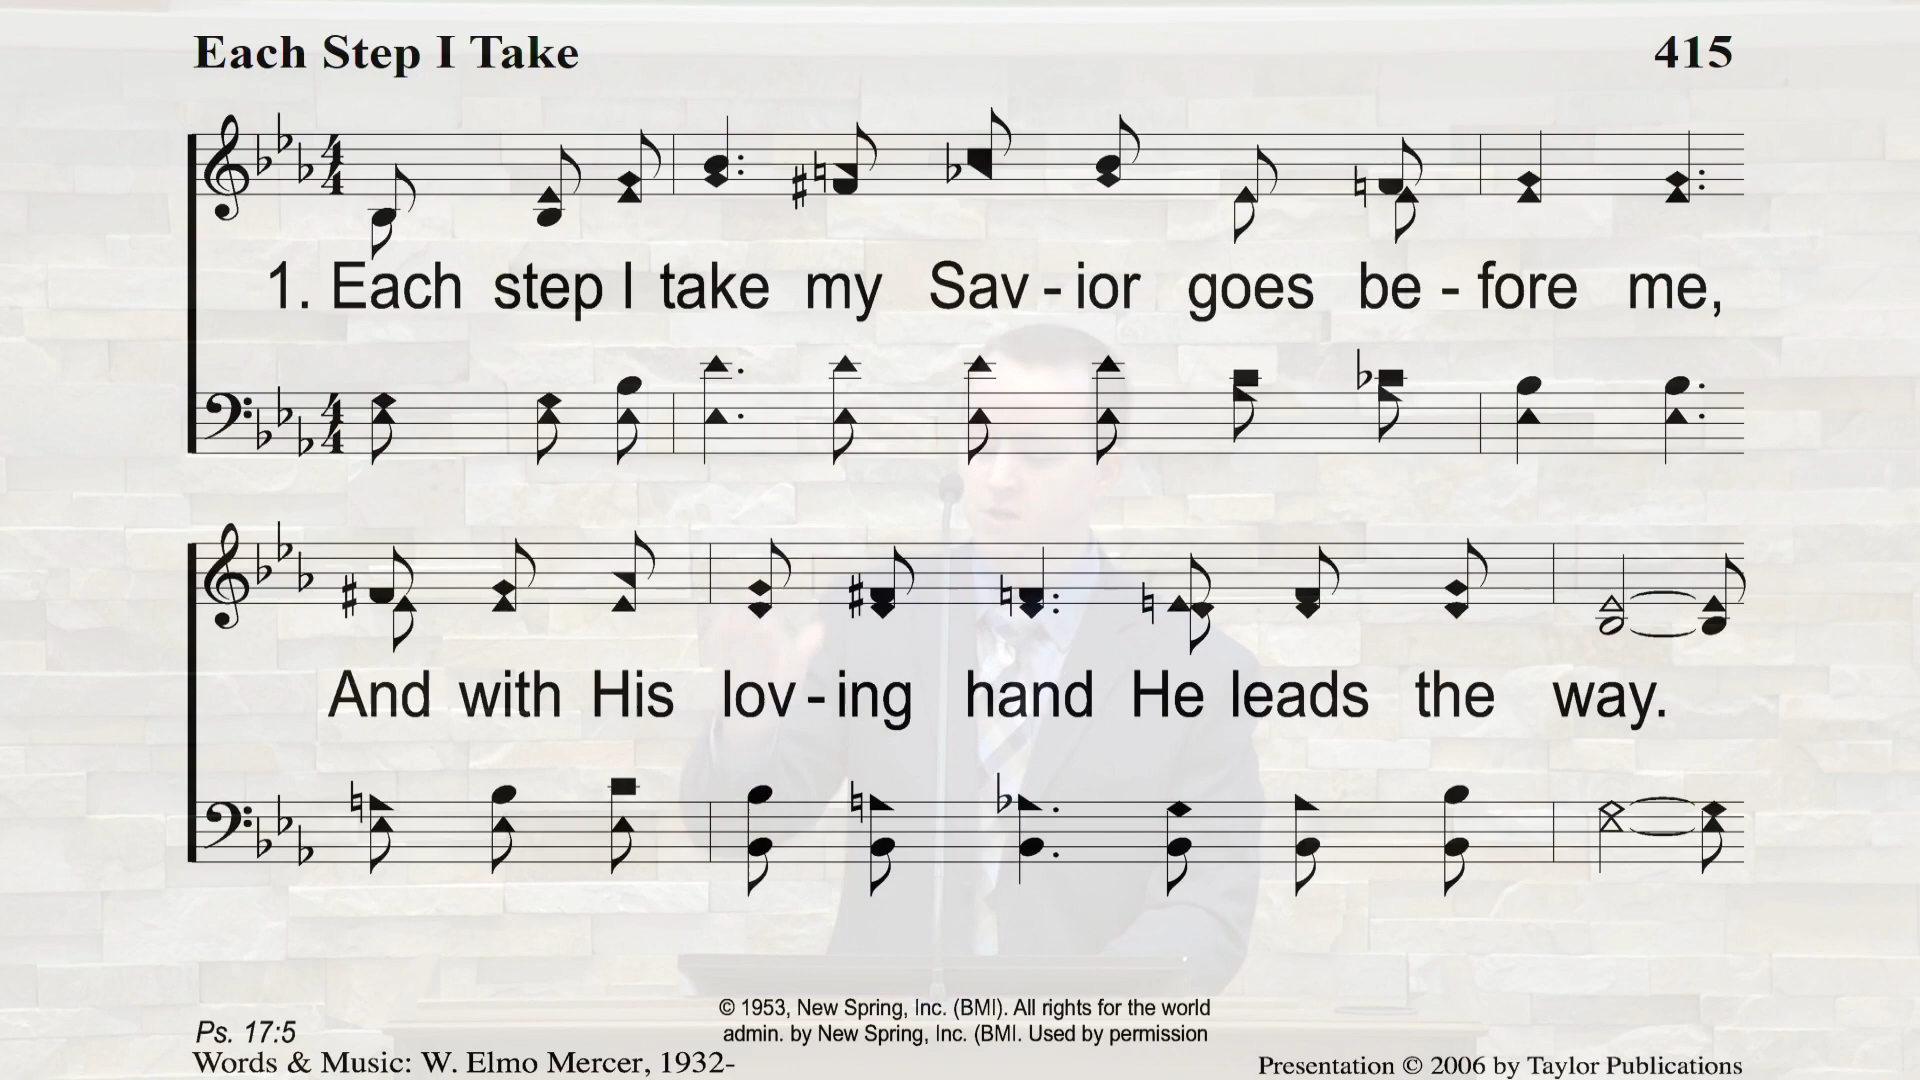 Each Step I Take 415
1. Each step I take my Sav - ior goes be - fore me,
And with His lov - ing hand He leads the way.
© 1953, New Spring, Inc. (BMI). All rights for the world
admin. by New Spring, Inc. (BMI. Used by permission
Ps. 17:5
Words & Music: W. Elmo Mercer, 1932-
Presentation © 2006 by Taylor Publications